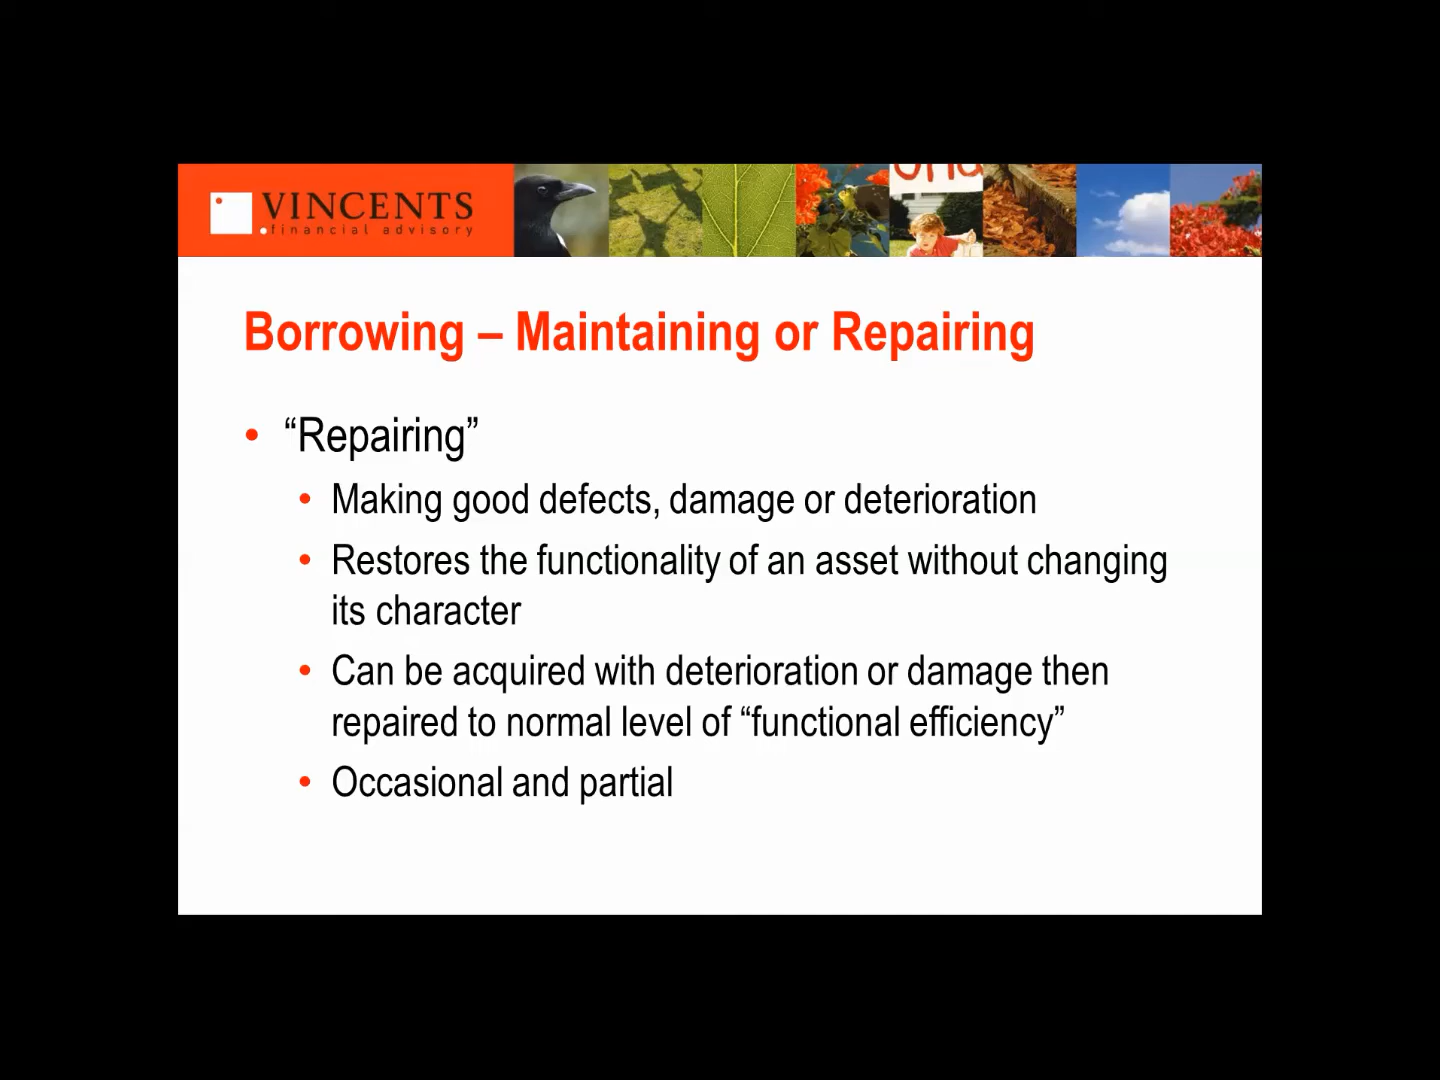 VINCENTS
financial advisory
Borrowing – Maintaining or Repairing
• “Repairing”
• Making good defects, damage or deterioration
• Restores the functionality of an asset without changing
its character
• Can be acquired with deterioration or damage then
repaired to normal level of “functional efficiency”
• Occasional and partial